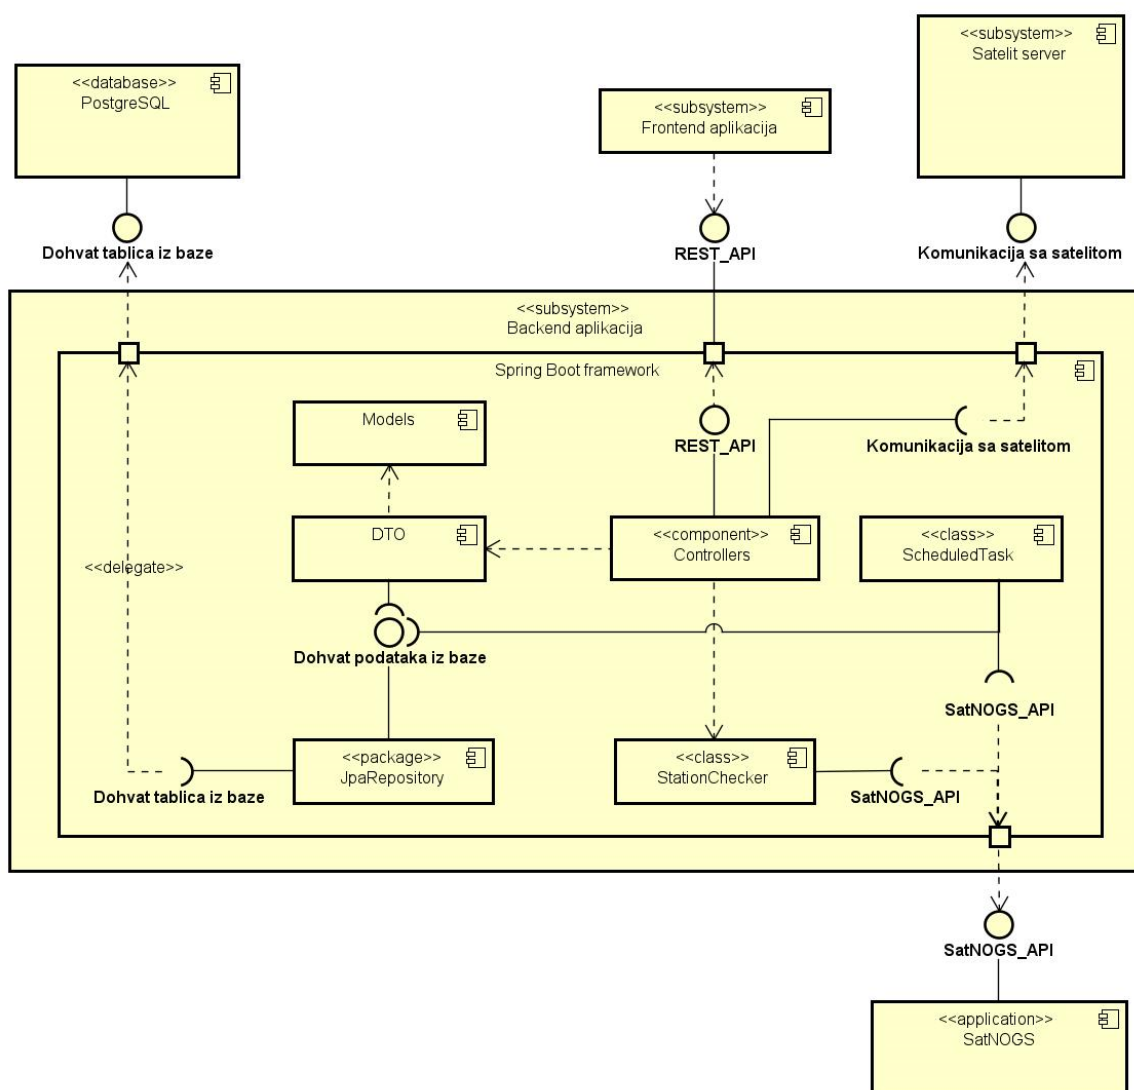 <<subsystem>>
Satelit server
<<database>>
PostgreSQL
<<subsystem>>
Frontend aplikacija
Dohvat tablica iz baze
REST_API
Komunikacija sa satelitom
<<subsystem>>
Backend aplikacija
Spring Boot framework
Models
REST_API
Komunikacija sa satelitom
DTO
<<component>>
Controllers
<<class>>
ScheduledTask
<<delegate>>
Dohvat podataka iz baze
SatNOGS_API
<<package>>
JpaRepository
<<class>>
StationChecker
Dohvat tablica iz baze
SatNOGS_API
SatNOGS_API
<<application>>
SatNOGS